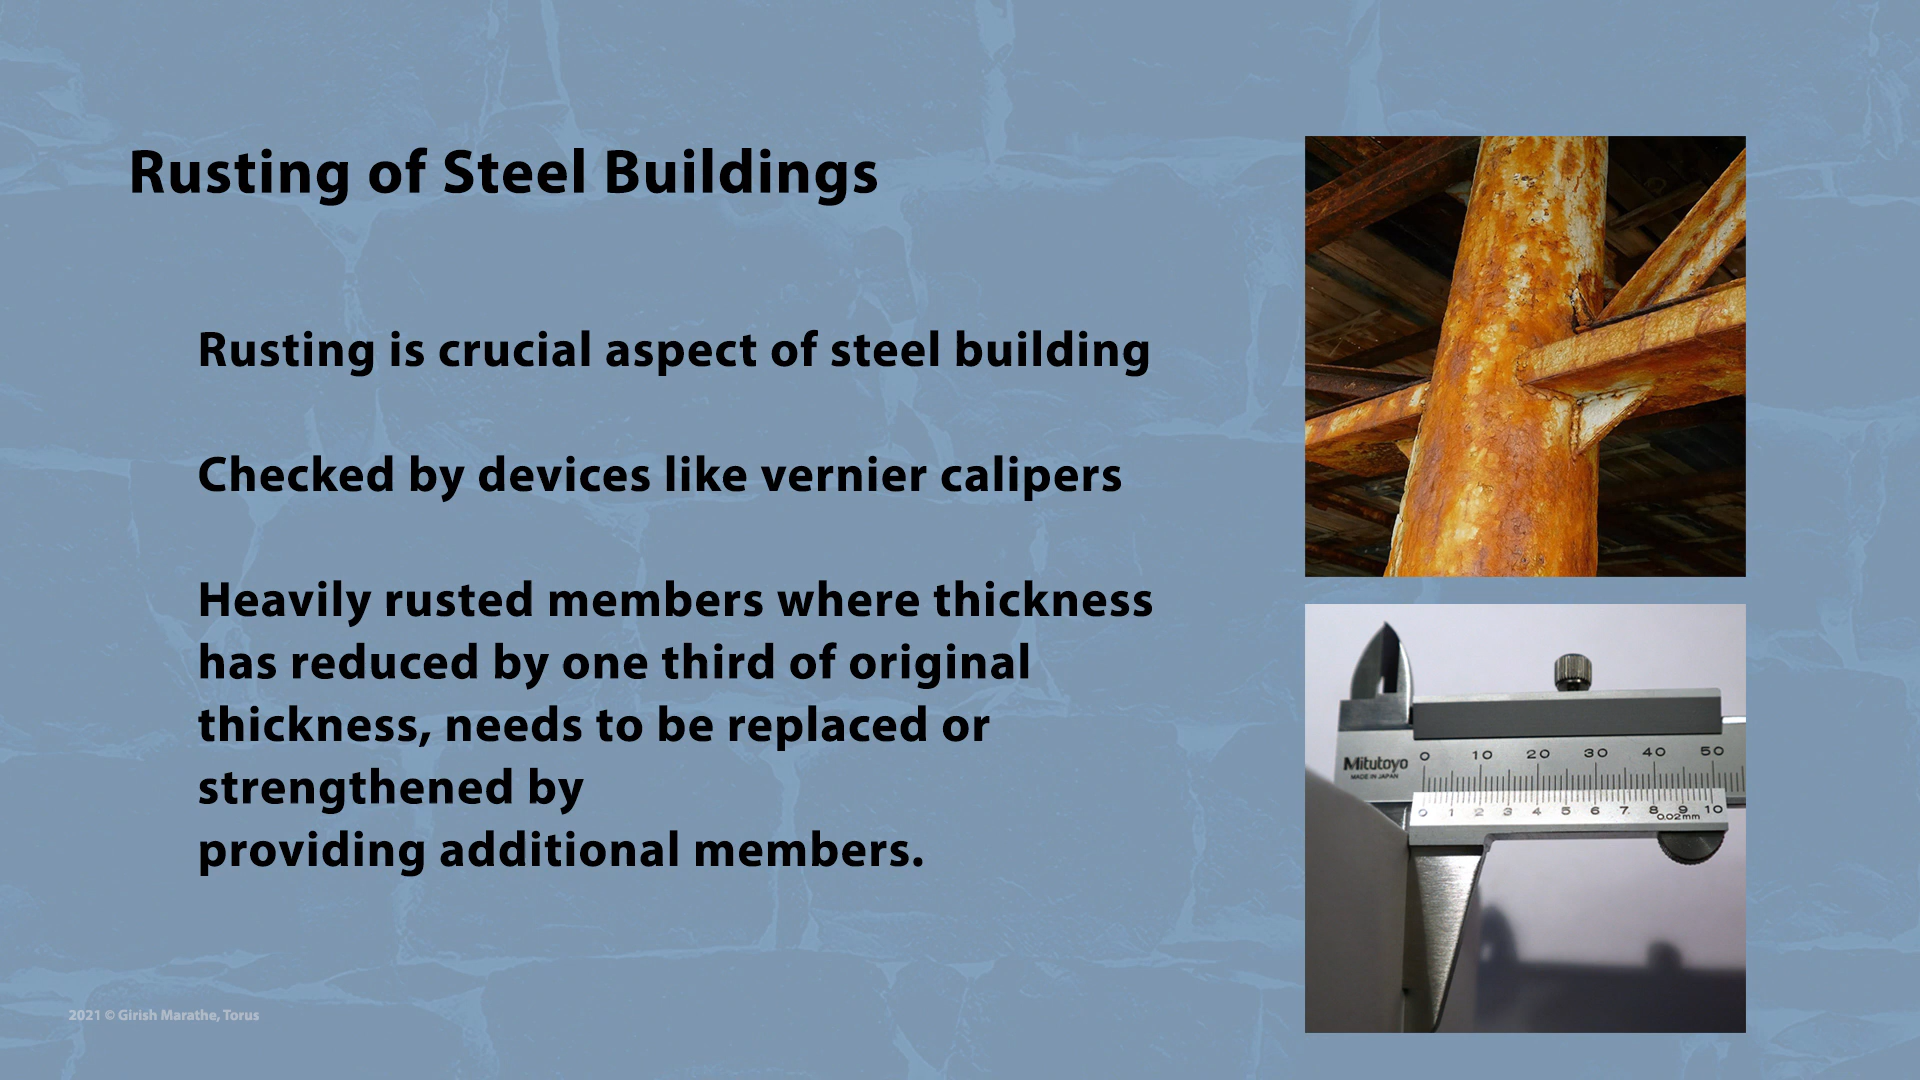 Rusting of Steel Buildings
Rusting is crucial aspect of steel building
Checked by devices like vernier calipers
Heavily rusted members where thickness
has reduced by one third of original
thickness, needs to be replaced or
strengthened by
providing additional members.
Mitutoyo
MADE IN JAPAN
0 10 20 30 40 50
0 1 2 3 4 5 6 7 8 9 10
0.02mm
2021 © Girish Marathe, Torus